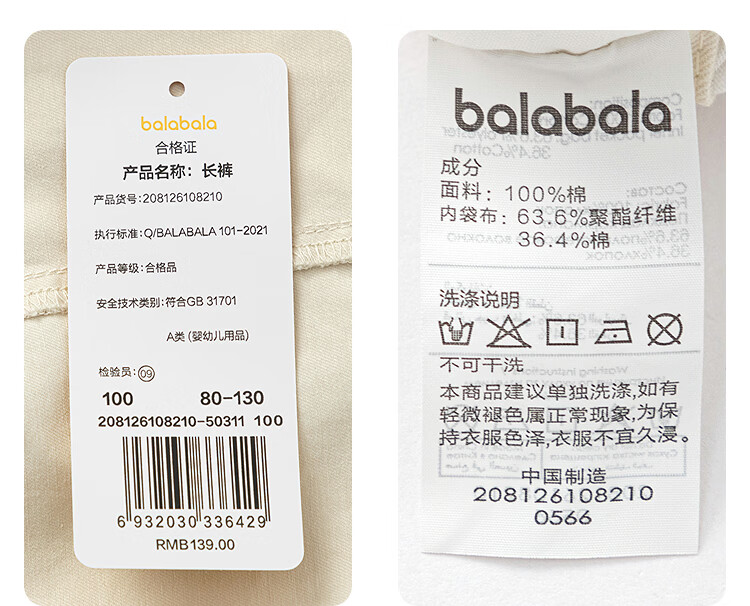 balabala
合格证
产品名称：长裤
产品货号:208126108210
执行标准:Q/BALABALA 101-2021
产品等级:合格品
安全技术类别:符合GB 31701
A类 (婴幼儿用品)
检验员:09
100 80-130
208126108210-50311 100
6 932030 336429
RMB139.00
balabala
成分
面料：100%棉
内袋布：63.6%聚酯纤维
36.4%棉
洗涤说明
不可干洗
本商品建议单独洗涤,如有
轻微褪色属正常现象,为保
持衣服色泽,衣服不宜久浸。
中国制造
208126108210
0566